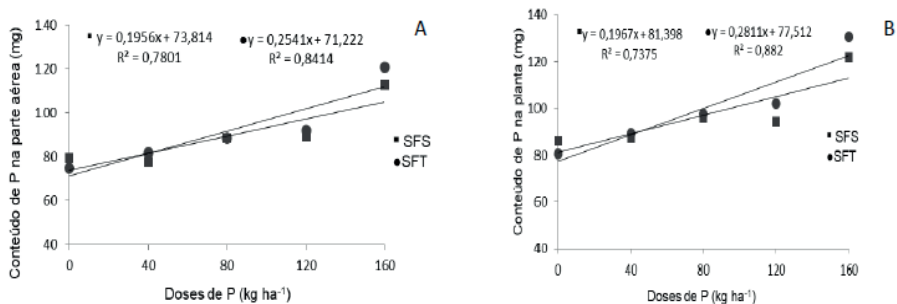 A
y = 0,1956x + 73,814
R² = 0,7801
y = 0,2541x + 71,222
R² = 0,8414
Conteúdo de P na parte aérea (mg)
140
120
100
80
60
40
SFS
SFT
0 40 80 120 160
Doses de P (kg ha⁻¹)
B
y = 0,1967x + 81,398
R² = 0,7375
y = 0,2811x + 77,512
R² = 0,882
Conteúdo de P na planta (mg)
140
120
100
80
60
40
SFS
SFT
0 40 80 120 160
Doses de P (kg ha⁻¹)